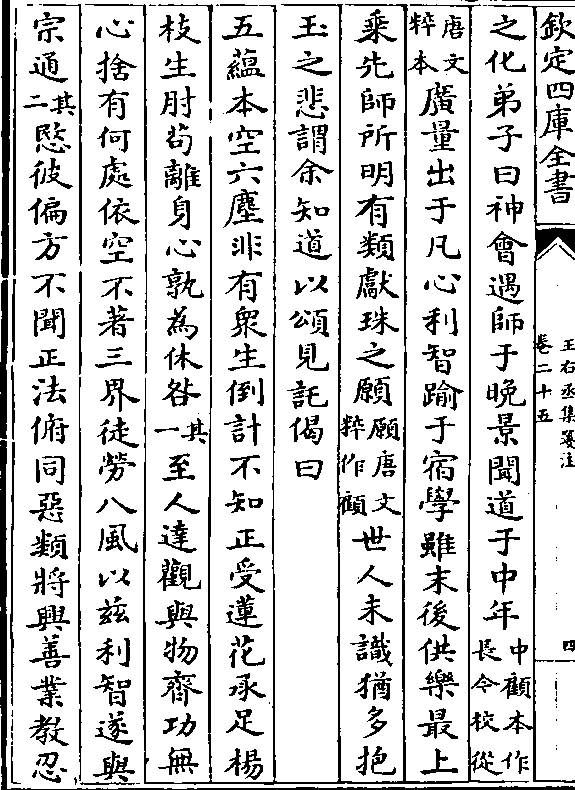 欽定四庫全書
王右丞集箋注
卷二十五
四
之化弟子曰神會遇師于晚景聞道于中年中顧本作長今校從
唐文粹本廣量出于凡心利智踰于宿學雖末後供樂最上
乘先師所明有類獻珠之願願唐文粹作顧世人未識猶多抱
玉之悲謂余知道以頌見託偈曰
五蘊本空六塵非有衆生倒計不知正受蓮花承足楊
枝生肘苟離身心孰為休咎其一至人達觀與物齊功無
心捨有何處依空不著三界徒勞八風以兹利智遂與
宗通其二愍彼偏方不聞正法俯同惡類將興善業教忍